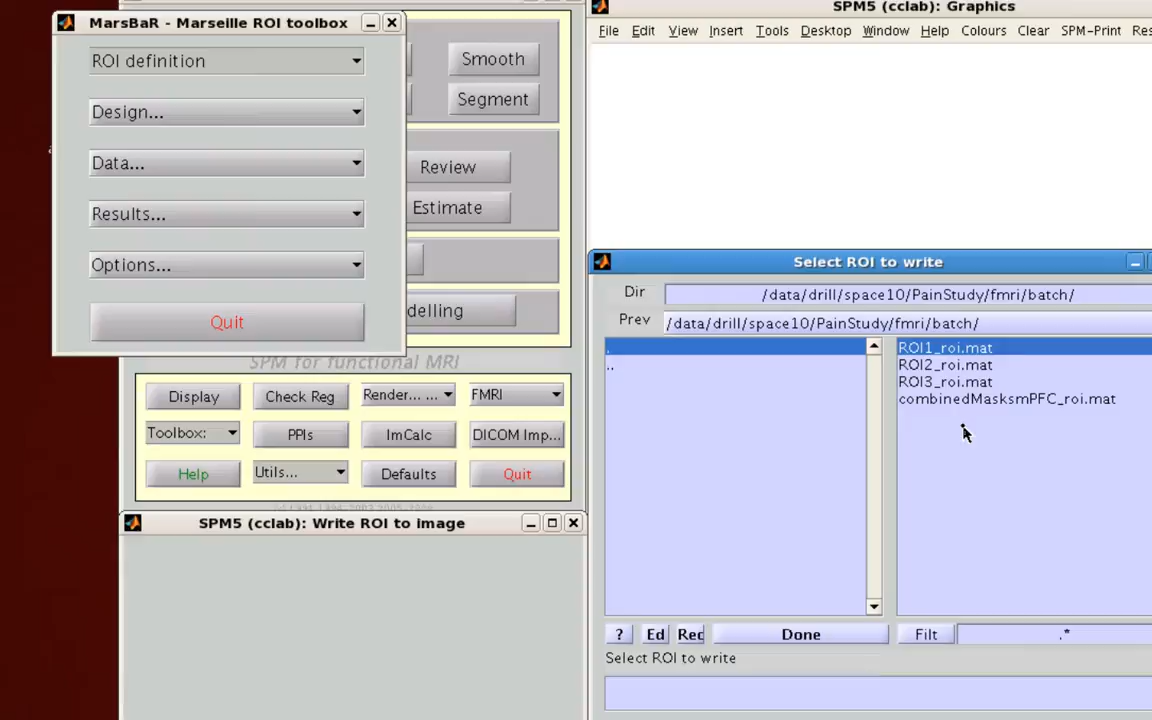 MarsBaR - Marseille ROI toolbox
ROI definition
Design...
Data...
Results...
Options...
Quit
Smooth
Segment
Review
Estimate
delling
SPM for functional MRI
Display
Check Reg
Render... ...
FMRI
Toolbox:
PPIs
ImCalc
DICOM Imp...
Help
Utils...
Defaults
Quit
SPM5 (cclab): Write ROI to image
SPM5 (cclab): Graphics
File Edit View Insert Tools Desktop Window Help Colours Clear SPM-Print Res
Select ROI to write
Dir /data/drill/space10/PainStudy/fmri/batch/
Prev /data/drill/space10/PainStudy/fmri/batch/
.
..
ROI1_roi.mat
ROI2_roi.mat
ROI3_roi.mat
combinedMasksmPFC_roi.mat
? Ed Rec Done Filt .*
Select ROI to write